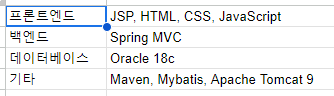 프론트엔드 JSP, HTML, CSS, JavaScript
백엔드 Spring MVC
데이터베이스 Oracle 18c
기타 Maven, Mybatis, Apache Tomcat 9